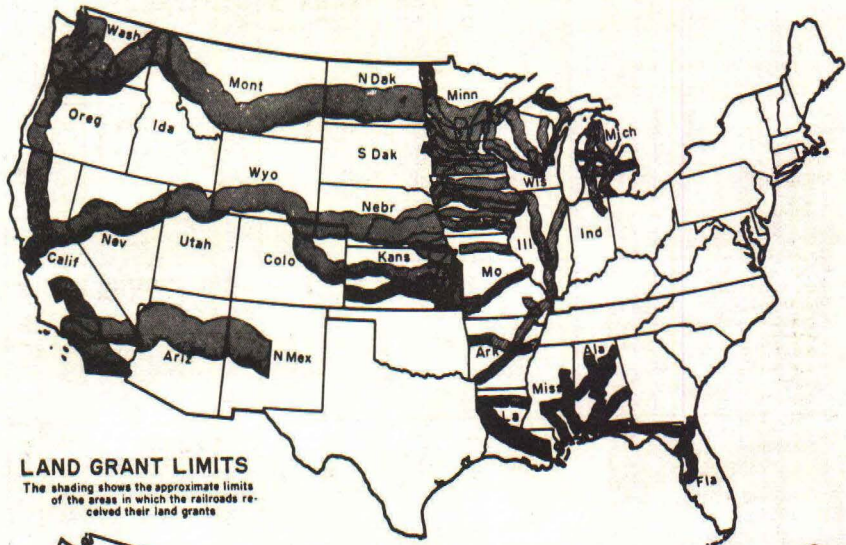 Wash
Mont
N Dak
Minn
Oreg
Ida
S Dak
Mich
Wyo
Wis
Nebr
Nev
Utah
Colo
Kans
Ill
Ind
Calif
Mo
Ariz
N Mex
Ark
Miss
Ala
La
Fla
LAND GRANT LIMITS
The shading shows the approximate limits
of the areas in which the railroads re-
ceived their land grants